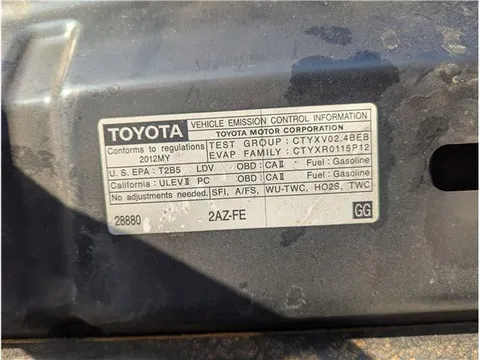 TOYOTA
VEHICLE EMISSION CONTROL INFORMATION
TOYOTA MOTOR CORPORATION
Conforms to regulations
2012MY
TEST GROUP: CTYXV02.4BEB
EVAP FAMILY: CTYXR0115P12
U.S. EPA: T2B5 LDV OBD: CAⅡ Fuel: Gasoline
California: ULEVⅡ PC OBD: CAⅡ Fuel: Gasoline
No adjustments needed. SFI, A/FS, WU-TWC, HO2S, TWC
28880 2AZ-FE GG